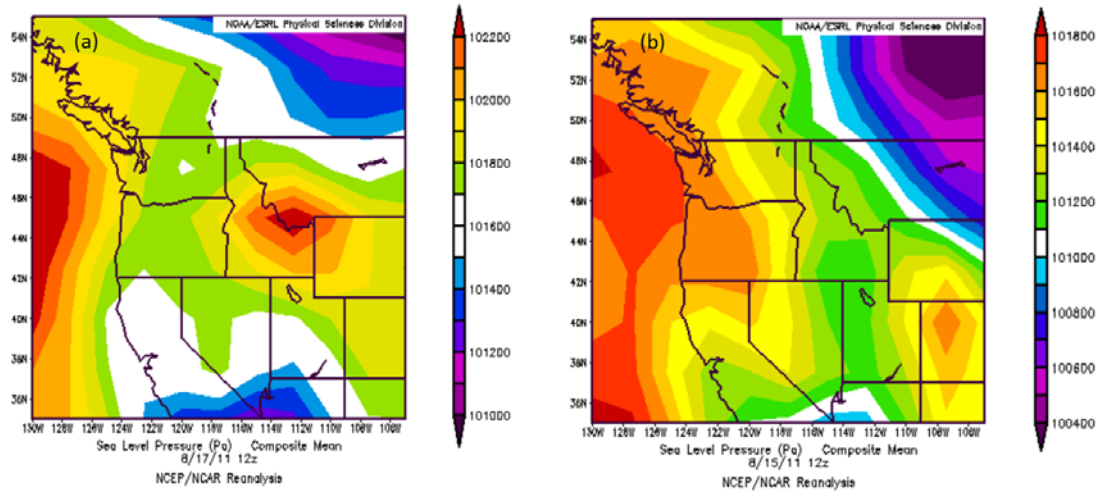 NOAA/ESRL Physical Sciences Division
(a)
54N
52N
50N
48N
46N
44N
42N
40N
38N
36N
130W 128W 126W 124W 122W 120W 118W 116W 114W 112W 110W 108W 106W
Sea Level Pressure (Pa) Composite Mean
8/17/11 12z
NCEP/NCAR Reanalysis
102200
102000
101800
101600
101400
101200
101000
NOAA/ESRL Physical Sciences Division
(b)
54N
52N
50N
48N
46N
44N
42N
40N
38N
36N
130W 128W 126W 124W 122W 120W 118W 116W 114W 112W 110W 108W 106W
Sea Level Pressure (Pa) Composite Mean
8/15/11 12z
NCEP/NCAR Reanalysis
101800
101600
101400
101200
101000
100800
100600
100400